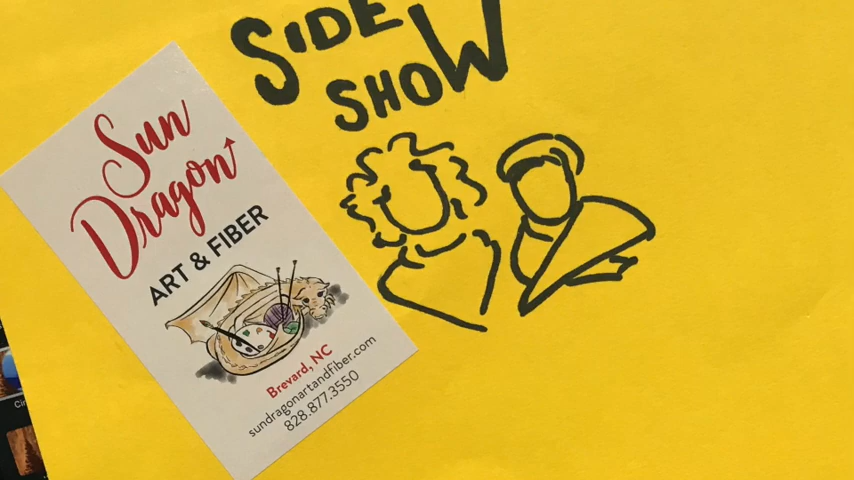 SIDE
SHOW
Sun
Dragon
ART & FIBER
Brevard, NC
sundragonartandfiber.com
828.877.3550